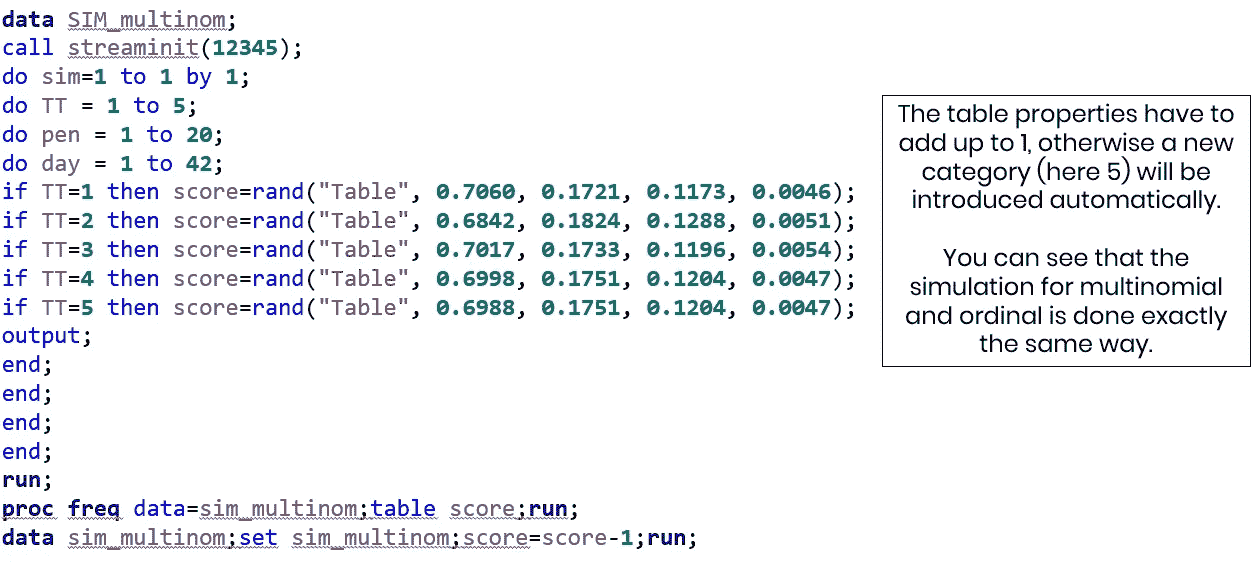 data SIM_multinom;
call streaminit(12345);
do sim=1 to 1 by 1;
do TT = 1 to 5;
do pen = 1 to 20;
do day = 1 to 42;
if TT=1 then score=rand("Table", 0.7060, 0.1721, 0.1173, 0.0046);
if TT=2 then score=rand("Table", 0.6842, 0.1824, 0.1288, 0.0051);
if TT=3 then score=rand("Table", 0.7017, 0.1733, 0.1196, 0.0054);
if TT=4 then score=rand("Table", 0.6998, 0.1751, 0.1204, 0.0047);
if TT=5 then score=rand("Table", 0.6988, 0.1751, 0.1204, 0.0047);
output;
end;
end;
end;
end;
run;
proc freq data=sim_multinom;table score;run;
data sim_multinom;set sim_multinom;score=score-1;run;
The table properties have to
add up to 1, otherwise a new
category (here 5) will be
introduced automatically.
You can see that the
simulation for multinomial
and ordinal is done exactly
the same way.